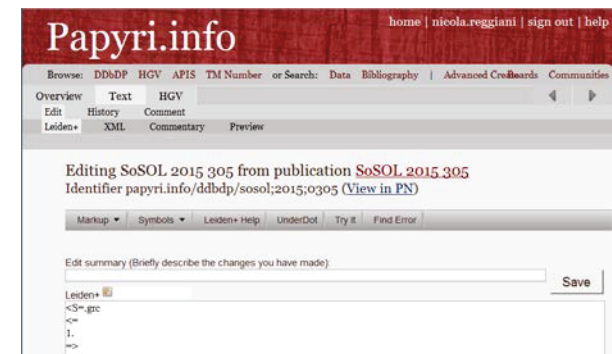 home | nicola.reggiani | sign out | help
Papyri.info
Browse: DDbDP HGV APIS TM Number or Search: Data Bibliography | Advanced Create Boards Communities
Overview Text HGV
Edit History Comment
Leiden+ XML Commentary Preview
Editing SoSOL 2015 305 from publication SoSOL 2015 305
Identifier papyri.info/ddbdp/sosol;2015;0305 (View in PN)
Markup Symbols Leiden+ Help UnderDot Try It Find Error
Edit summary (Briefly describe the changes you have made):
Save
Leiden+
<S=.grc
<=
1.
=>